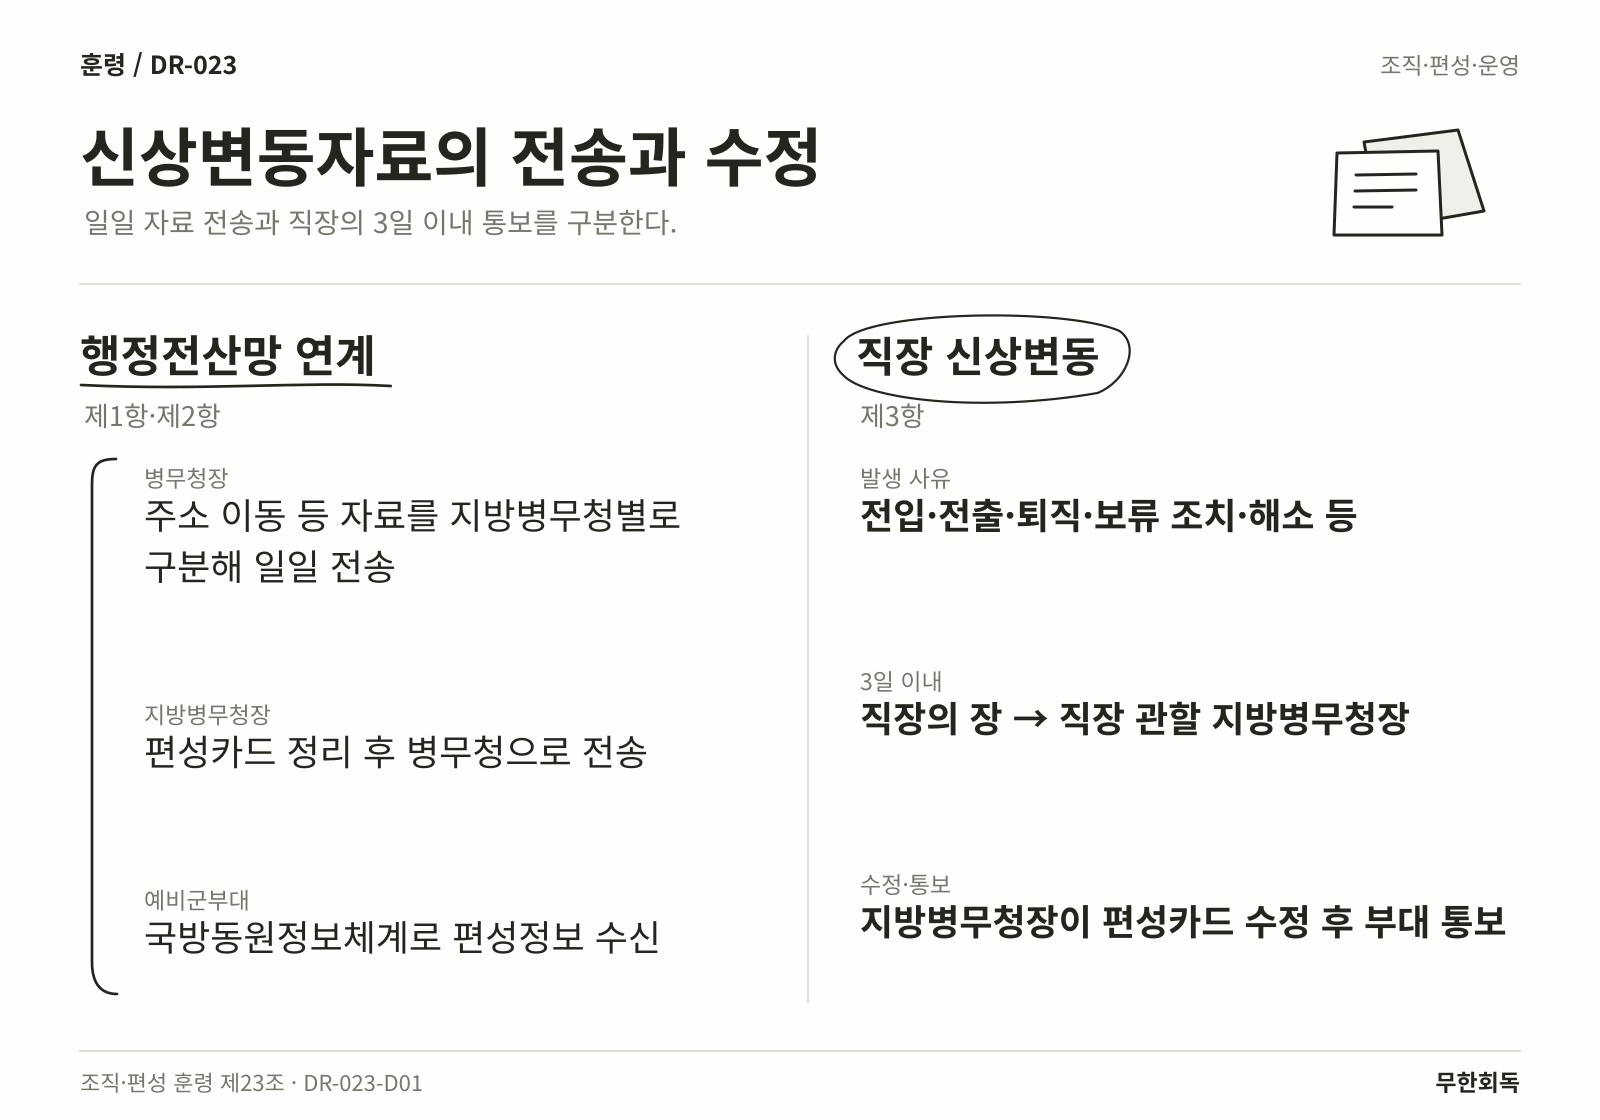 훈령 / DR-023
조직·편성·운영
신상변동자료의 전송과 수정
일일 자료 전송과 직장의 3일 이내 통보를 구분한다.
행정전산망 연계
제1항·제2항
병무청장
주소 이동 등 자료를 지방병무청별로
구분해 일일 전송
지방병무청장
편성카드 정리 후 병무청으로 전송
예비군부대
국방동원정보체계로 편성정보 수신
직장 신상변동
제3항
발생 사유
전입·전출·퇴직·보류 조치·해소 등
3일 이내
직장의 장 → 직장 관할 지방병무청장
수정·통보
지방병무청장이 편성카드 수정 후 부대 통보
조직·편성 훈령 제23조 · DR-023-D01
무한회독